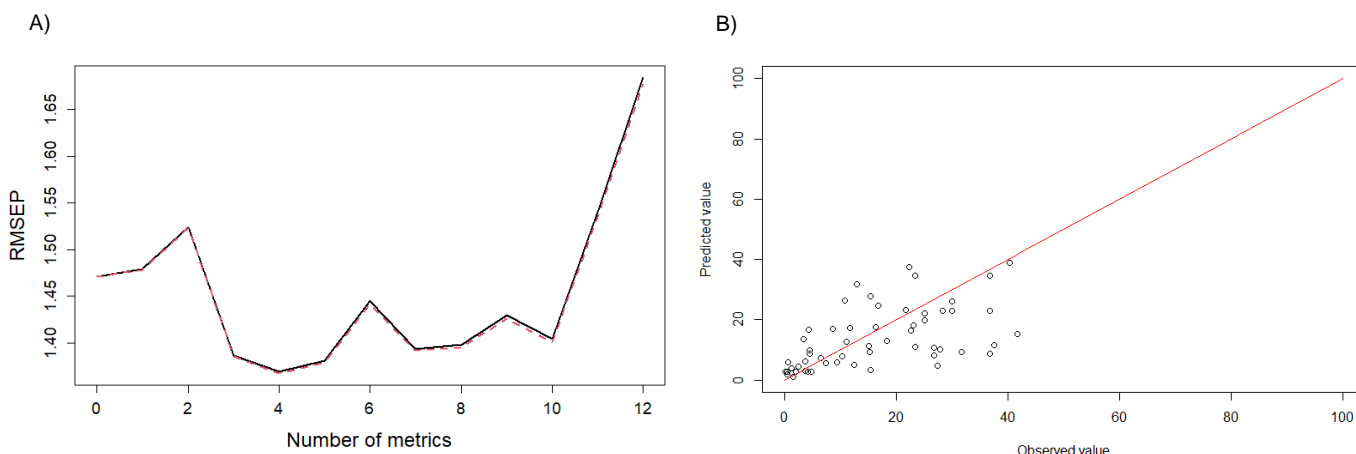 A)
RMSEP
1.65
1.60
1.55
1.50
1.45
1.40
0 2 4 6 8 10 12
Number of metrics
B)
Predicted value
100
80
60
40
20
0
0 20 40 60 80 100
Observed value